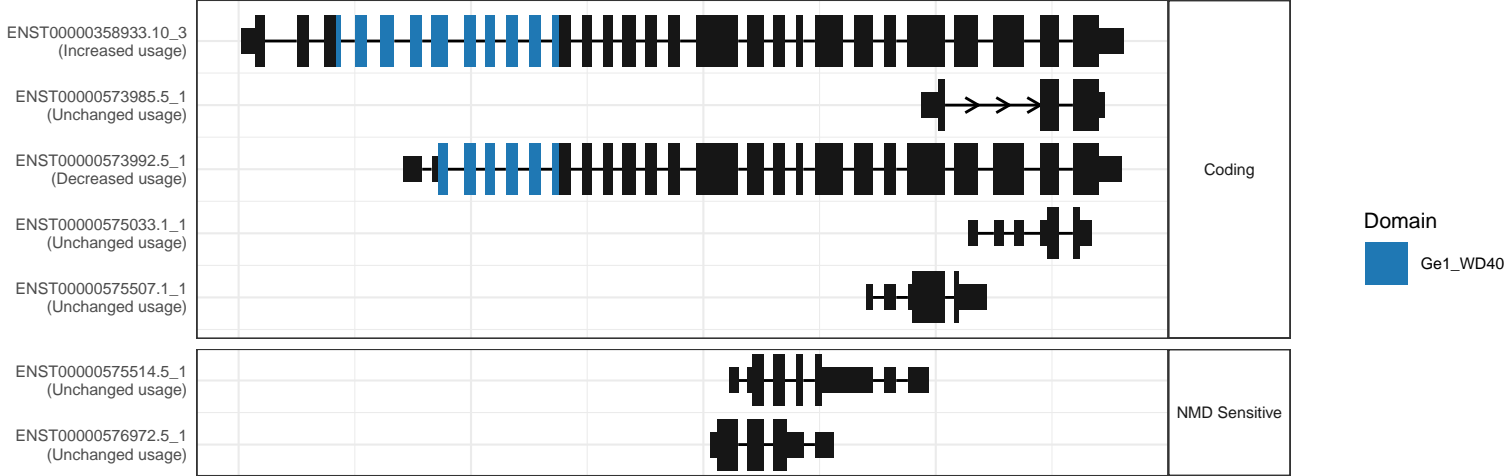 ENST00000358933.10_3
(Increased usage)
ENST00000573985.5_1
(Unchanged usage)
ENST00000573992.5_1
(Decreased usage)
ENST00000575033.1_1
(Unchanged usage)
ENST00000575507.1_1
(Unchanged usage)
Coding
ENST00000575514.5_1
(Unchanged usage)
ENST00000576972.5_1
(Unchanged usage)
NMD Sensitive
Domain
Ge1_WD40